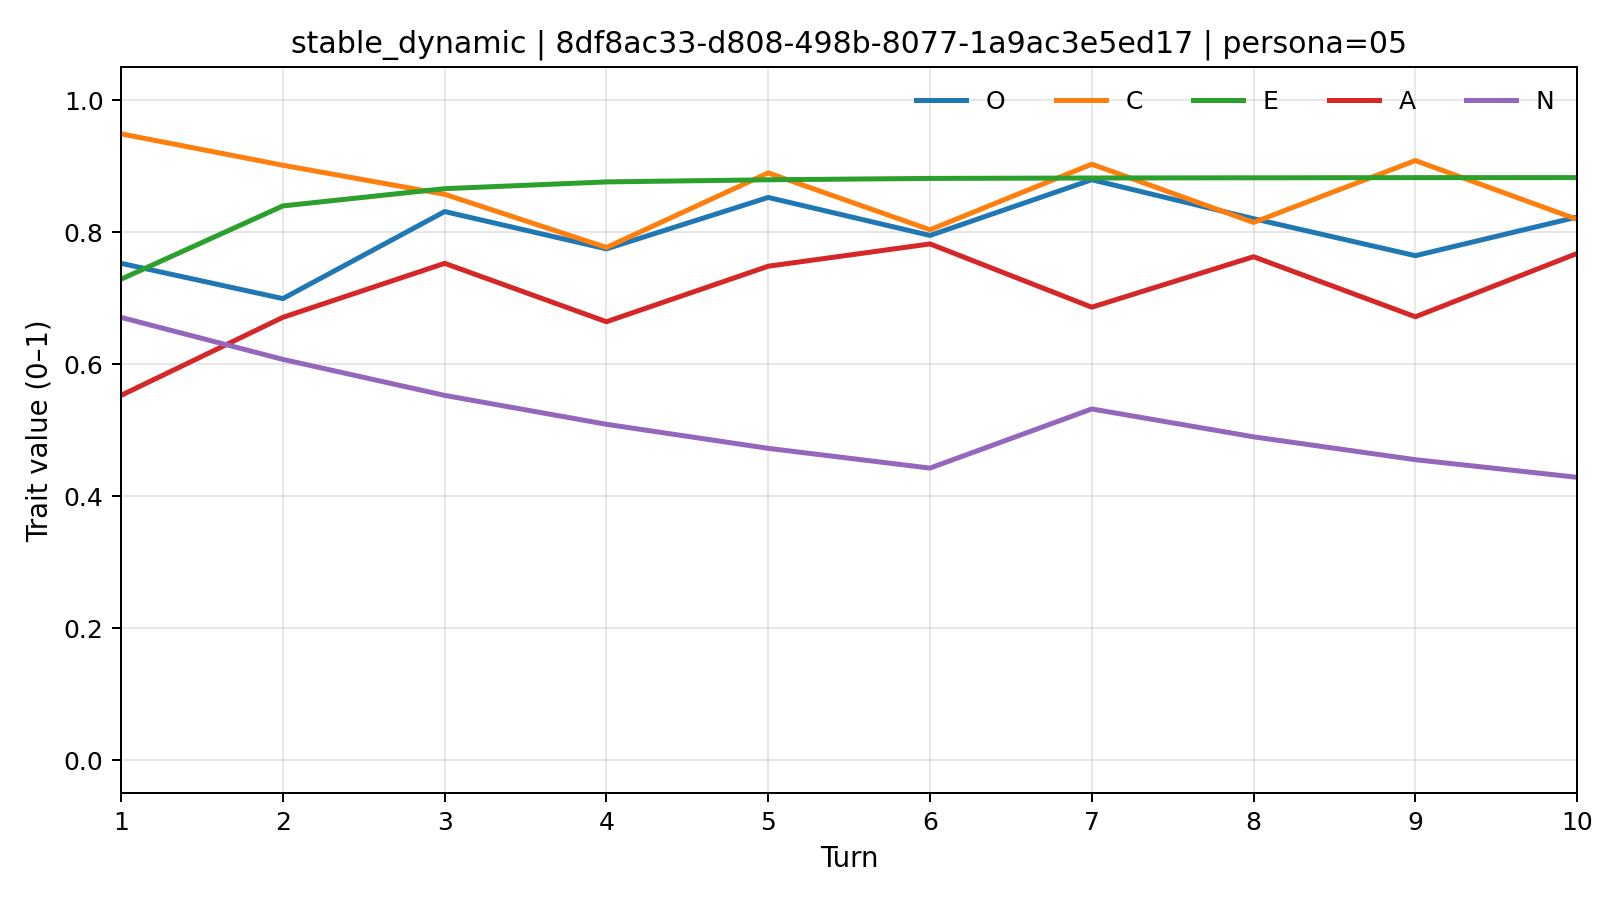 stable_dynamic | 8df8ac33-d808-498b-8077-1a9ac3e5ed17 | persona=05
O C E A N
Trait value (0–1)
1.0
0.8
0.6
0.4
0.2
0.0
1 2 3 4 5 6 7 8 9 10
Turn